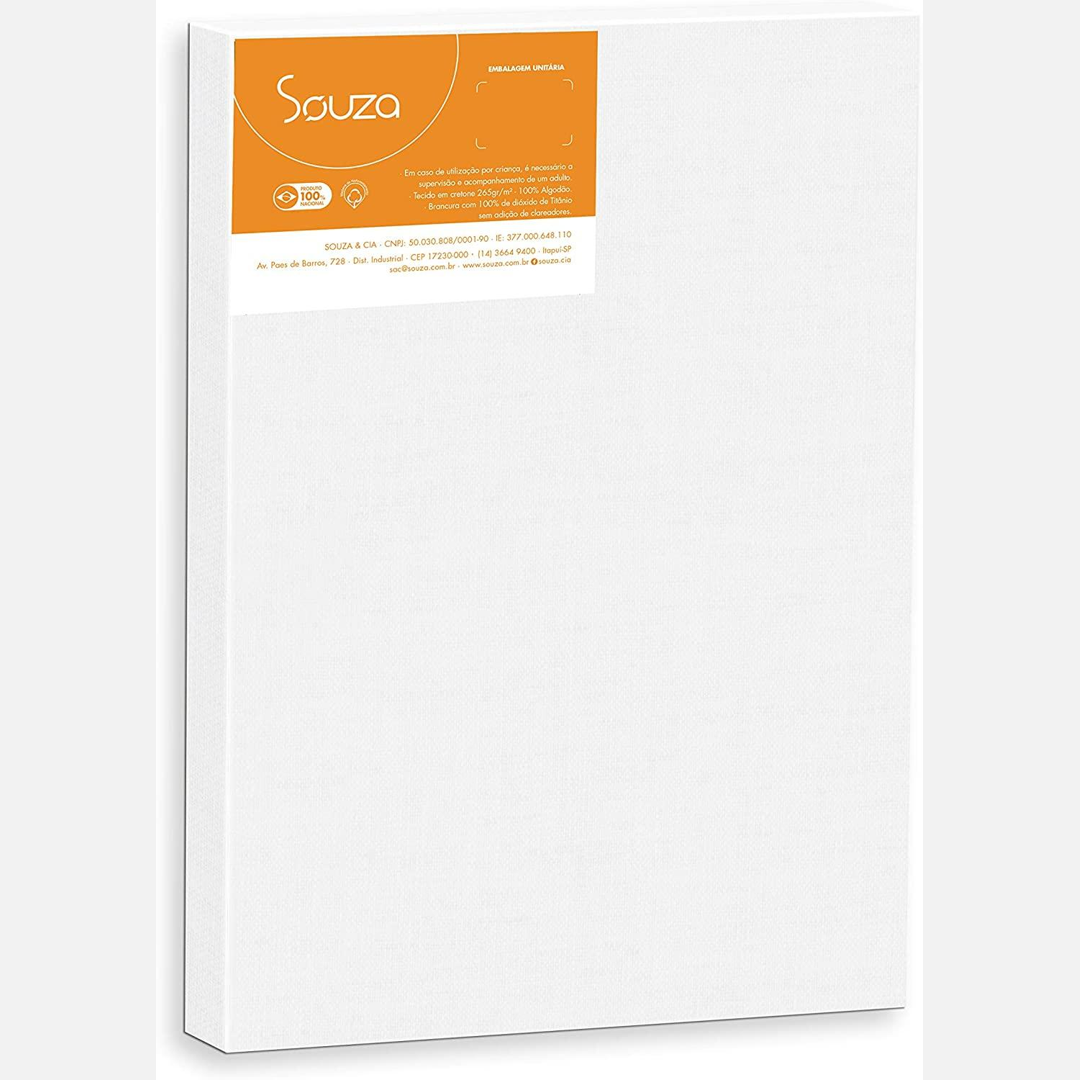 Souza
EMBALAGEM UNITÁRIA
· Em caso de utilização por criança, é necessário a
supervisão e acompanhamento de um adulto.
· Tecido em cretone 265gr/m² - 100% Algodão.
· Brancura com 100% de dióxido de Titânio
sem adição de clareadores.
PRODUTO
100%
NACIONAL
SOUZA & CIA - CNPJ: 50.030.808/0001-90 - IE: 377.000.648.110
Av. Paes de Barros, 728 - Dist. Industrial - CEP 17230-000 • (14) 3664 9400 - Itapuí-SP
sac@souza.com.br - www.souza.com.br souza.cia